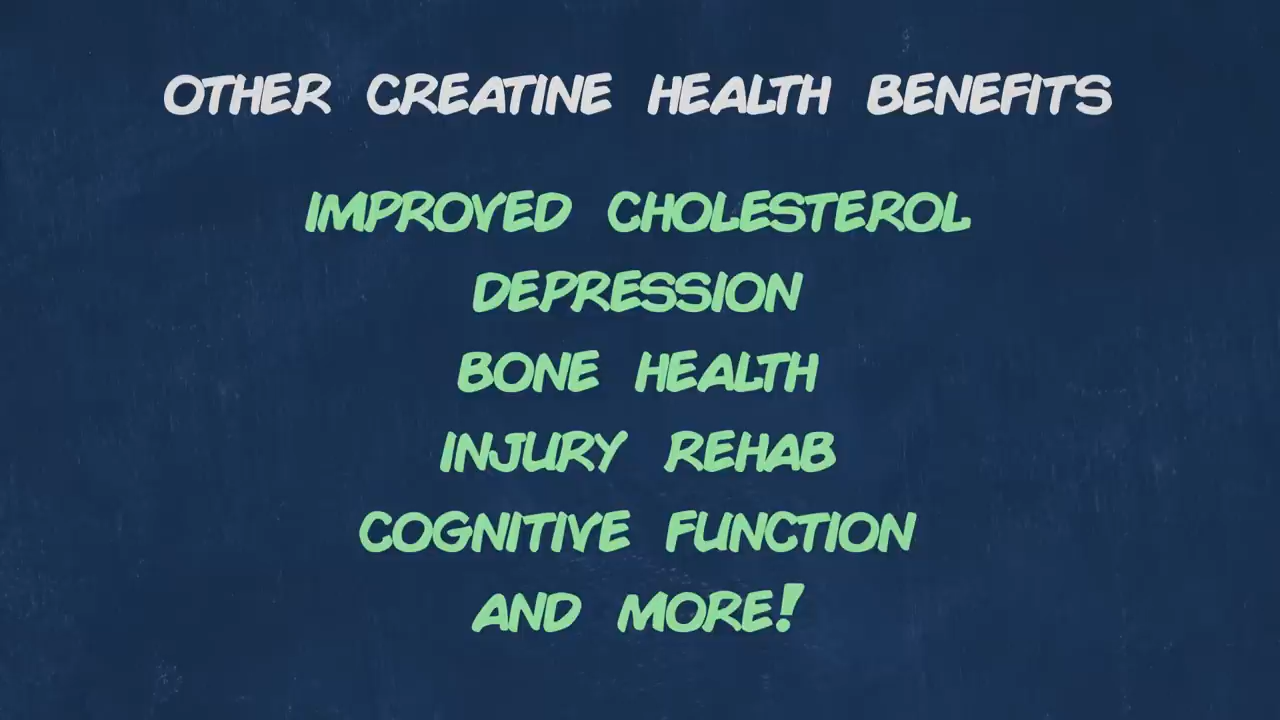 OTHER CREATINE HEALTH BENEFITS
IMPROVED CHOLESTEROL
DEPRESSION
BONE HEALTH
INJURY REHAB
COGNITIVE FUNCTION
AND MORE!